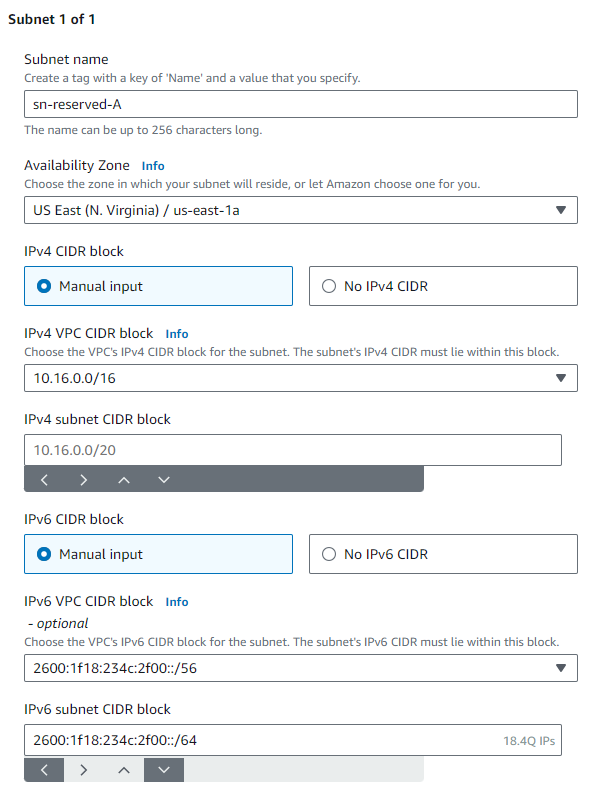 Subnet 1 of 1
Subnet name
Create a tag with a key of 'Name' and a value that you specify.
sn-reserved-A
The name can be up to 256 characters long.
Availability Zone Info
Choose the zone in which your subnet will reside, or let Amazon choose one for you.
US East (N. Virginia) / us-east-1a
IPv4 CIDR block
Manual input
No IPv4 CIDR
IPv4 VPC CIDR block Info
Choose the VPC's IPv4 CIDR block for the subnet. The subnet's IPv4 CIDR must lie within this block.
10.16.0.0/16
IPv4 subnet CIDR block
10.16.0.0/20
IPv6 CIDR block
Manual input
No IPv6 CIDR
IPv6 VPC CIDR block Info
- optional
Choose the VPC's IPv6 CIDR block for the subnet. The subnet's IPv6 CIDR must lie within this block.
2600:1f18:234c:2f00::/56
IPv6 subnet CIDR block
2600:1f18:234c:2f00::/64 18.4Q IPs